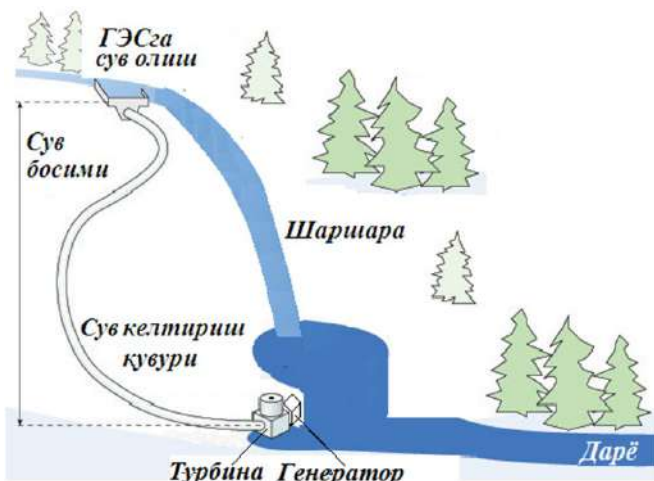 ГЭСга
сув олиш
Сув
босими
Шаршара
Сув келтириш
қувури
Турбина
Генератор
Дарё